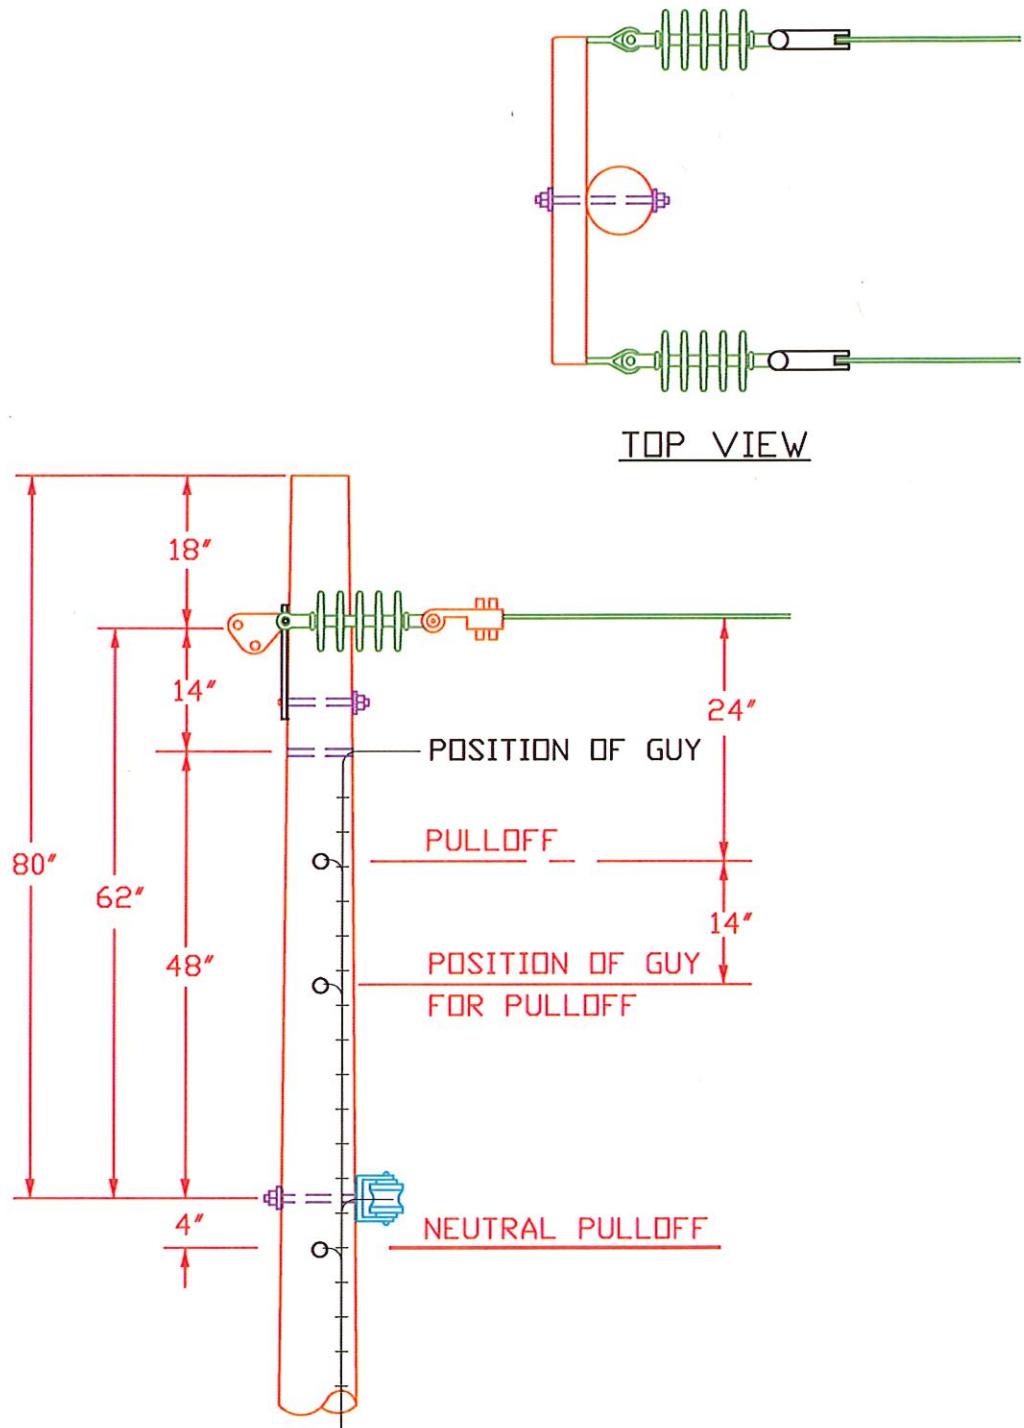 TOP VIEW
18"
14"
24"
POSITION OF GUY
PULLOFF
80"
62"
14"
48"
POSITION OF GUY
FOR PULLOFF
4"
NEUTRAL PULLOFF